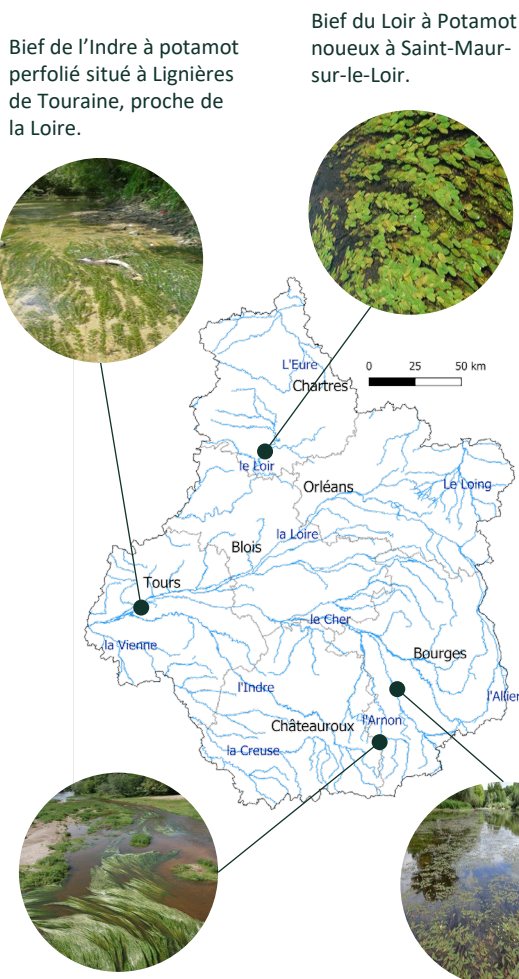 Bief du Loir à Potamot
noueux à Saint-Maur-
sur-le-Loir.
Bief de l’Indre à potamot
perfolié situé à Lignières
de Touraine, proche de
la Loire.
L'Eure
Chartres
0 25 50 km
le Loir
Orléans
Le Loing
la Loire
Blois
Tours
le Cher
la Vienne
Bourges
l'Indre
l'Allier
l'Arnon
Châteauroux
la Creuse